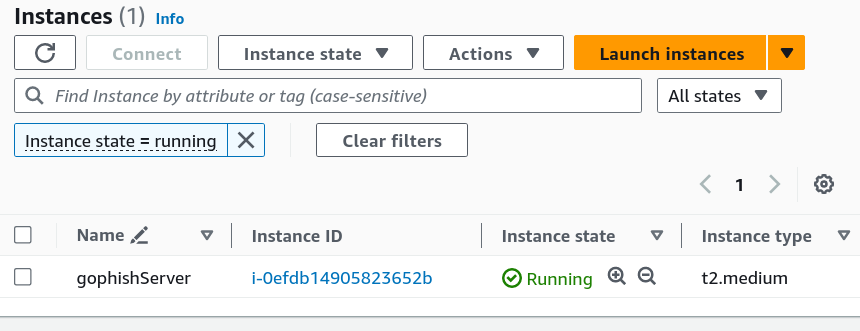 Instances (1) Info
Connect Instance state Actions Launch instances
Find Instance by attribute or tag (case-sensitive) All states
Instance state = running Clear filters
1
Name Instance ID Instance state Instance type
gophishServer i-0efdb14905823652b Running t2.medium